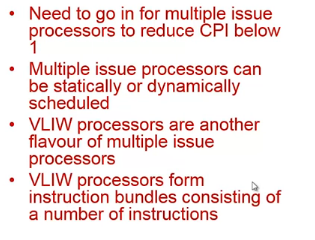 Need to go in for multiple issue
processors to reduce CPI below
1
Multiple issue processors can
be statically or dynamically
scheduled
VLIW processors are another
flavour of multiple issue
processors
VLIW processors form
instruction bundles consisting of
a number of instructions